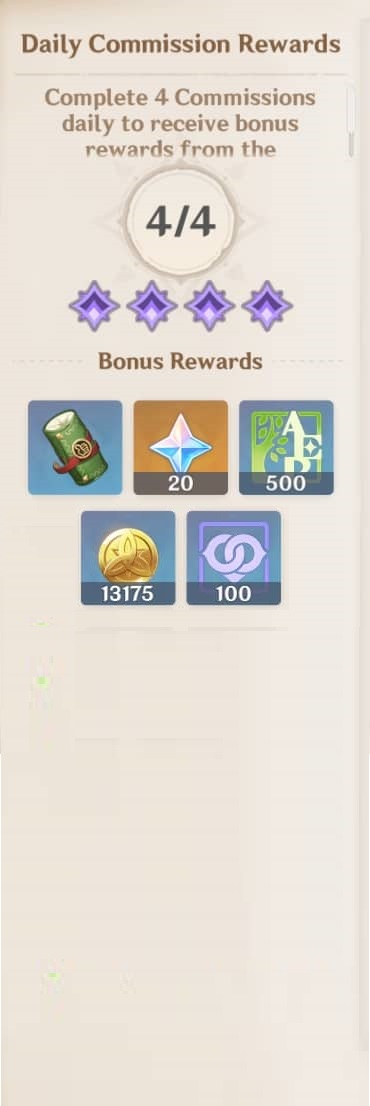 Daily Commission Rewards
Complete 4 Commissions
daily to receive bonus
rewards from the
4/4
Bonus Rewards
20
500
13175
100